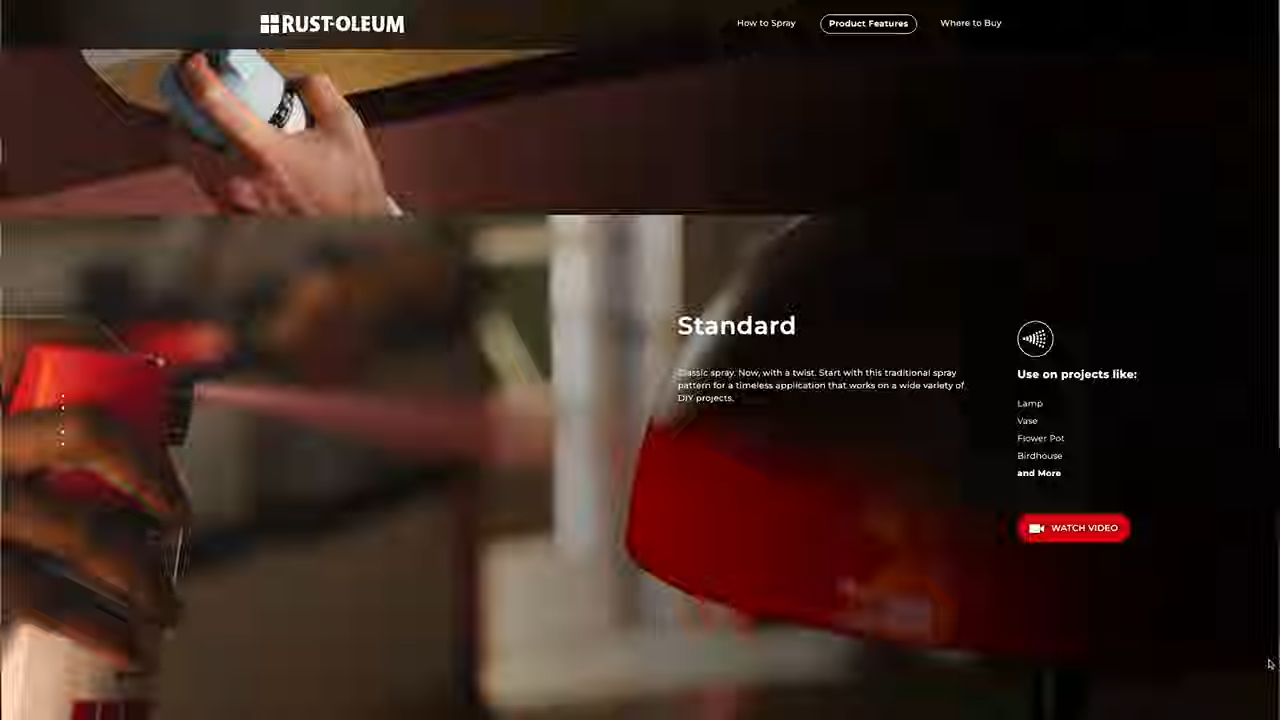 RUST-OLEUM
How to Spray
Product Features
Where to Buy
Standard
Classic spray. Now, with a twist. Start with this traditional spray
pattern for a timeless application that works on a wide variety of
DIY projects.
Use on projects like:
Lamp
Vase
Flower Pot
Birdhouse
and More
WATCH VIDEO